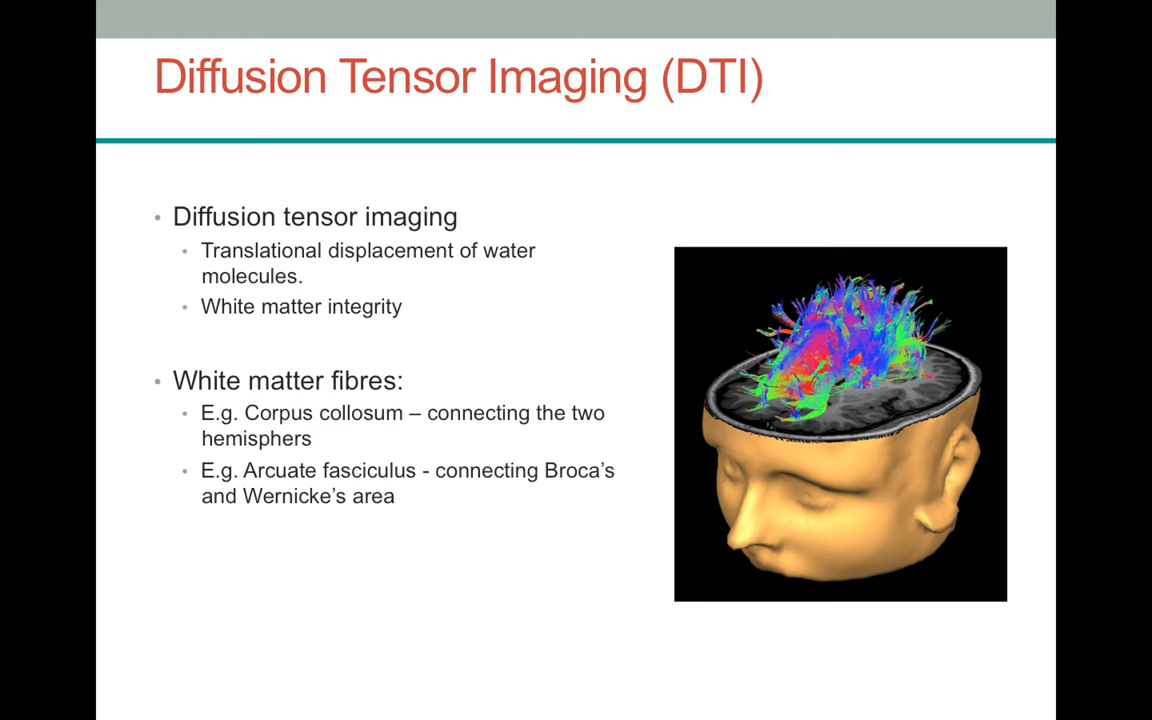 Diffusion Tensor Imaging (DTI)
• Diffusion tensor imaging
• Translational displacement of water
molecules.
• White matter integrity
• White matter fibres:
• E.g. Corpus collosum – connecting the two
hemisphers
• E.g. Arcuate fasciculus - connecting Broca’s
and Wernicke’s area